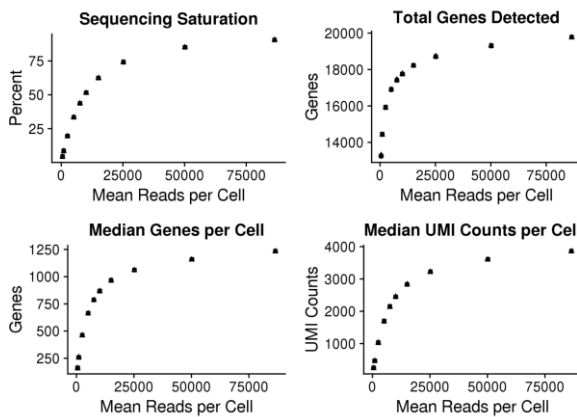 Sequencing Saturation
Percent
75
50
25
0 25000 50000 75000
Mean Reads per Cell
Total Genes Detected
Genes
20000
18000
16000
14000
0 25000 50000 75000
Mean Reads per Cell
Median Genes per Cell
Genes
1250
1000
750
500
250
0 25000 50000 75000
Mean Reads per Cell
Median UMI Counts per Cel
UMI Counts
4000
3000
2000
1000
0 25000 50000 75000
Mean Reads per Cell